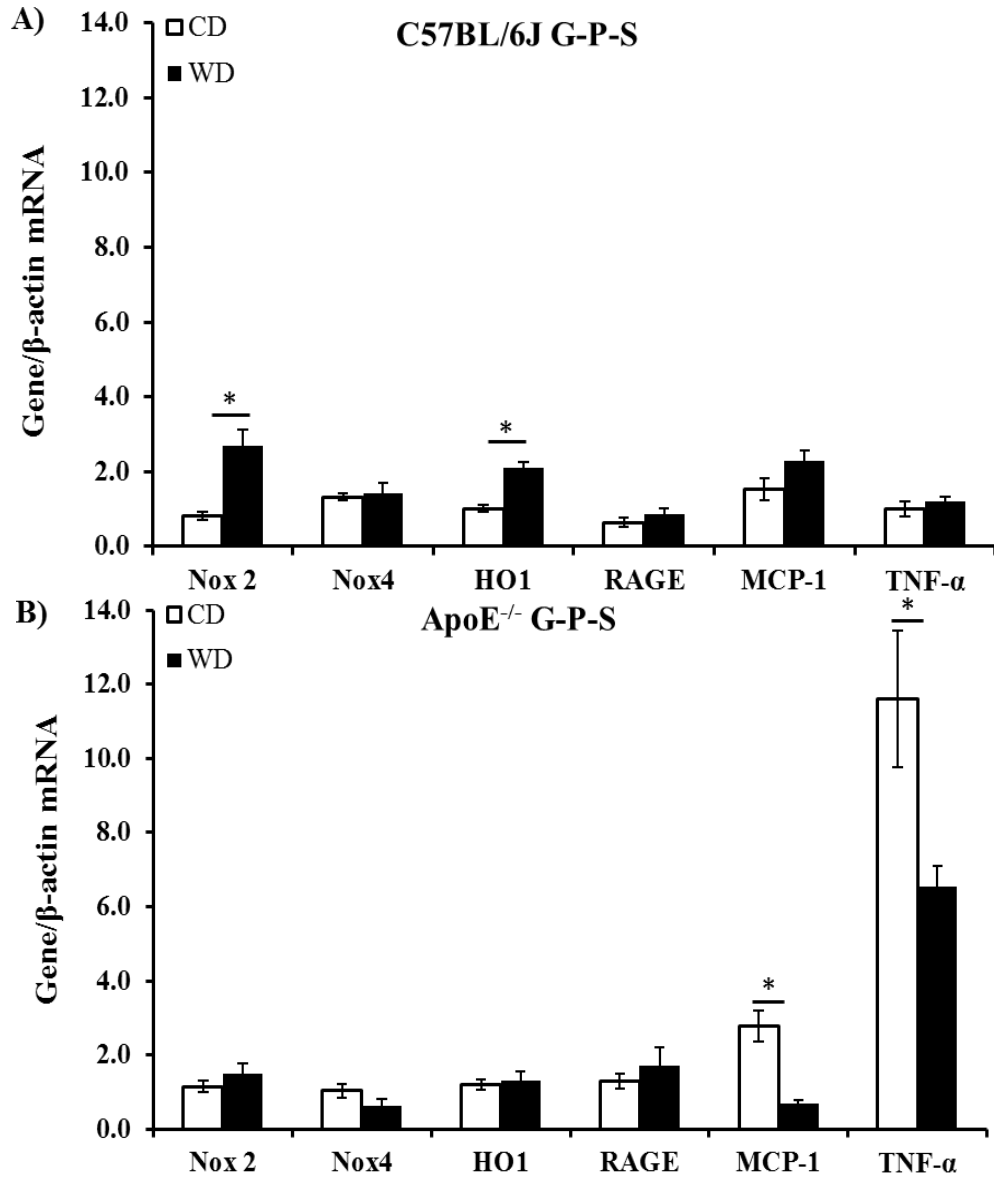 A)
C57BL/6J G-P-S
CD
WD
Gene/β-actin mRNA
14.0
12.0
10.0
8.0
6.0
4.0
2.0
0.0
*
*
Nox 2 Nox4 HO1 RAGE MCP-1 TNF-α
B)
ApoE⁻/⁻ G-P-S
CD
WD
Gene/β-actin mRNA
14.0
12.0
10.0
8.0
6.0
4.0
2.0
0.0
*
*
Nox 2 Nox4 HO1 RAGE MCP-1 TNF-α